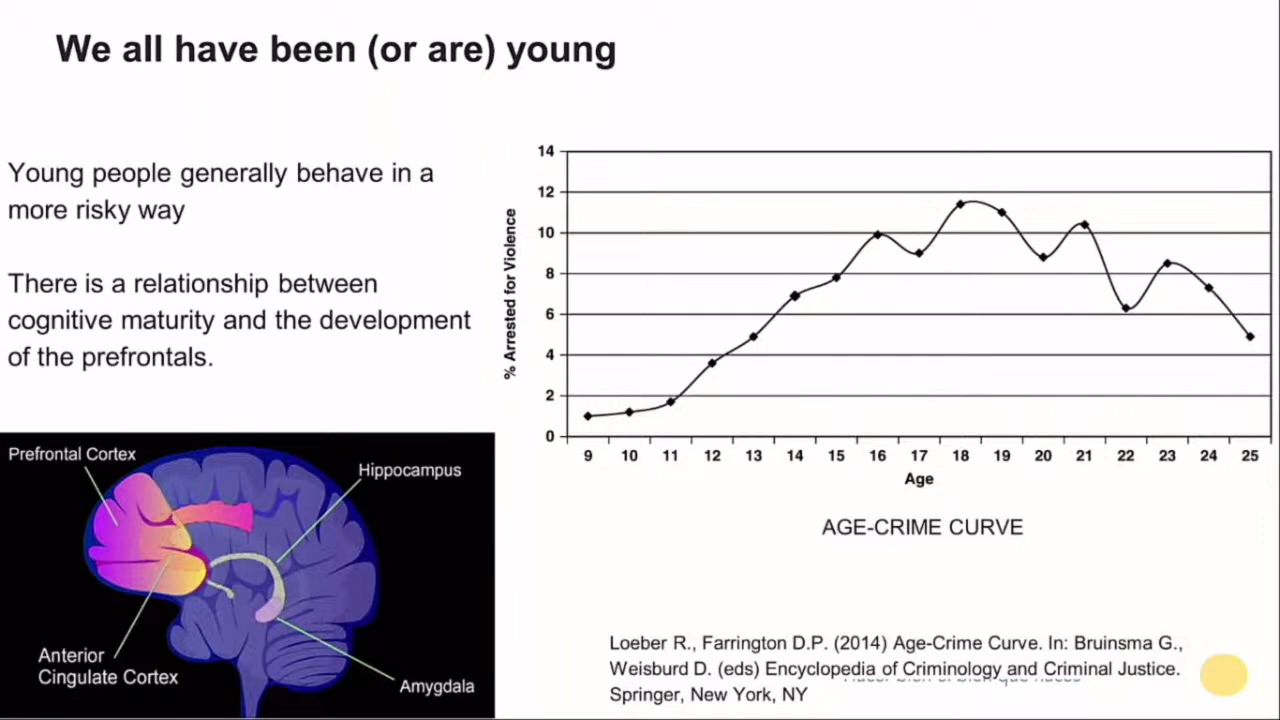 We all have been (or are) young
Young people generally behave in a
more risky way
There is a relationship between
cognitive maturity and the development
of the prefrontals.
% Arrested for Violence
14
12
10
8
6
4
2
0
9 10 11 12 13 14 15 16 17 18 19 20 21 22 23 24 25
Age
AGE-CRIME CURVE
Prefrontal Cortex
Hippocampus
Anterior
Cingulate Cortex
Amygdala
Loeber R., Farrington D.P. (2014) Age-Crime Curve. In: Bruinsma G.,
Weisburd D. (eds) Encyclopedia of Criminology and Criminal Justice.
Springer, New York, NY